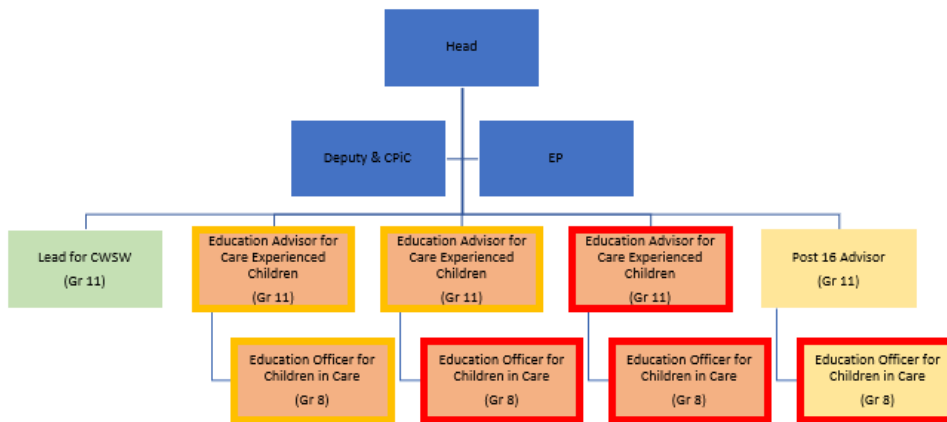 Head
Deputy & CPiC
EP
Lead for CWSW
(Gr 11)
Education Advisor for
Care Experienced
Children
(Gr 11)
Education Advisor for
Care Experienced
Children
(Gr 11)
Education Advisor for
Care Experienced
Children
(Gr 11)
Post 16 Advisor
(Gr 11)
Education Officer for
Children in Care
(Gr 8)
Education Officer for
Children in Care
(Gr 8)
Education Officer for
Children in Care
(Gr 8)
Education Officer for
Children in Care
(Gr 8)